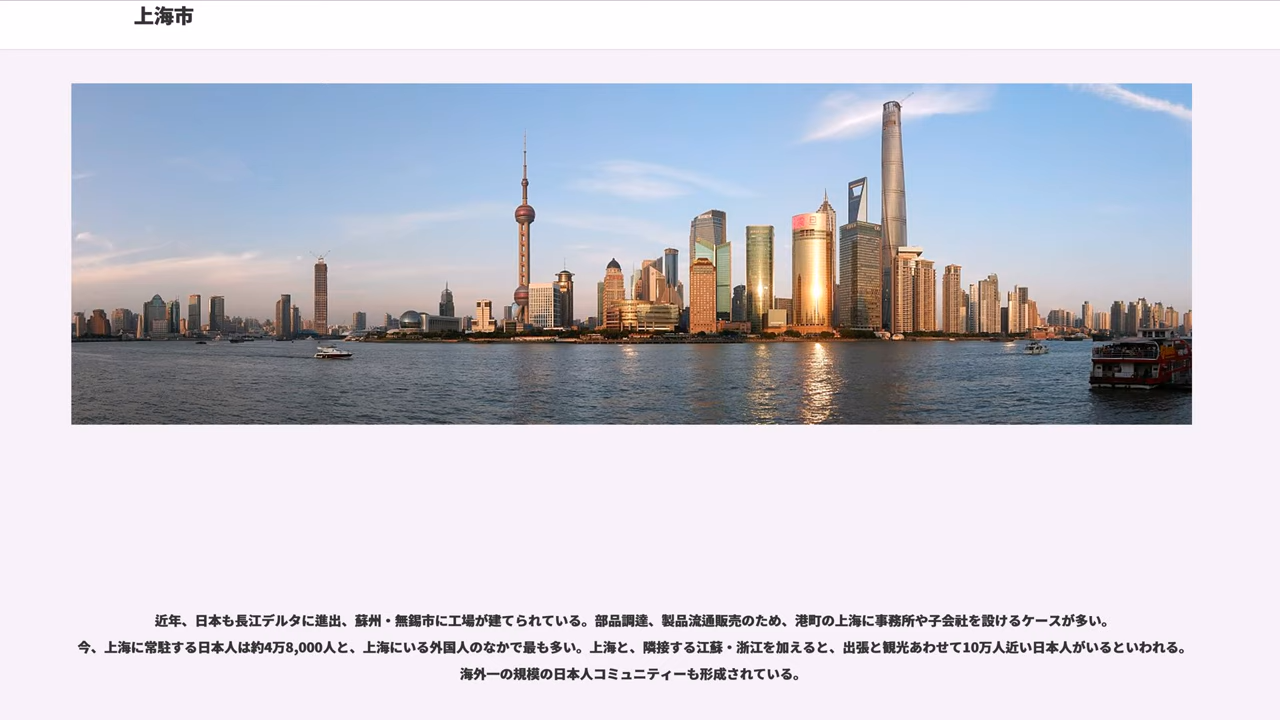 上海市
近年、日本も長江デルタに進出、蘇州・無錫市に工場が建てられている。部品調達、製品流通販売のため、港町の上海に事務所や子会社を設けるケースが多い。
今、上海に常駐する日本人は約4万8,000人と、上海にいる外国人のなかで最も多い。上海と、隣接する江蘇・浙江を加えると、出張と観光あわせて10万人近い日本人がいるといわれる。
海外一の規模の日本人コミュニティーも形成されている。